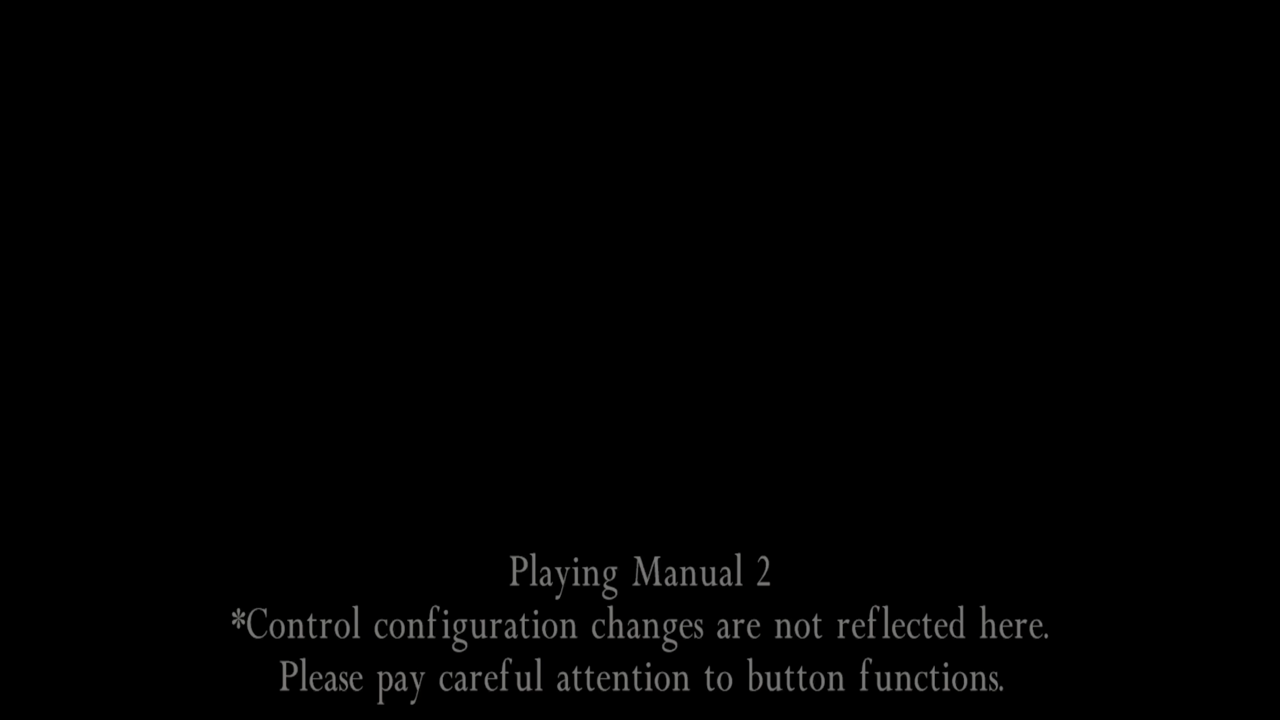 Playing Manual 2
*Control configuration changes are not reflected here.
Please pay careful attention to button functions.